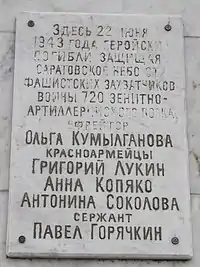 Здесь 22 июня
1943 года геройски
погибли защищая
Саратовское небо от
фашистских захватчиков
воины 720 зенитно-
артиллерийского полка.
ефрейтор
Ольга Кумылганова
красноармейцы
Григорий Лукин
Анна Копяко
Антонина Соколова
сержант
Павел Горячкин